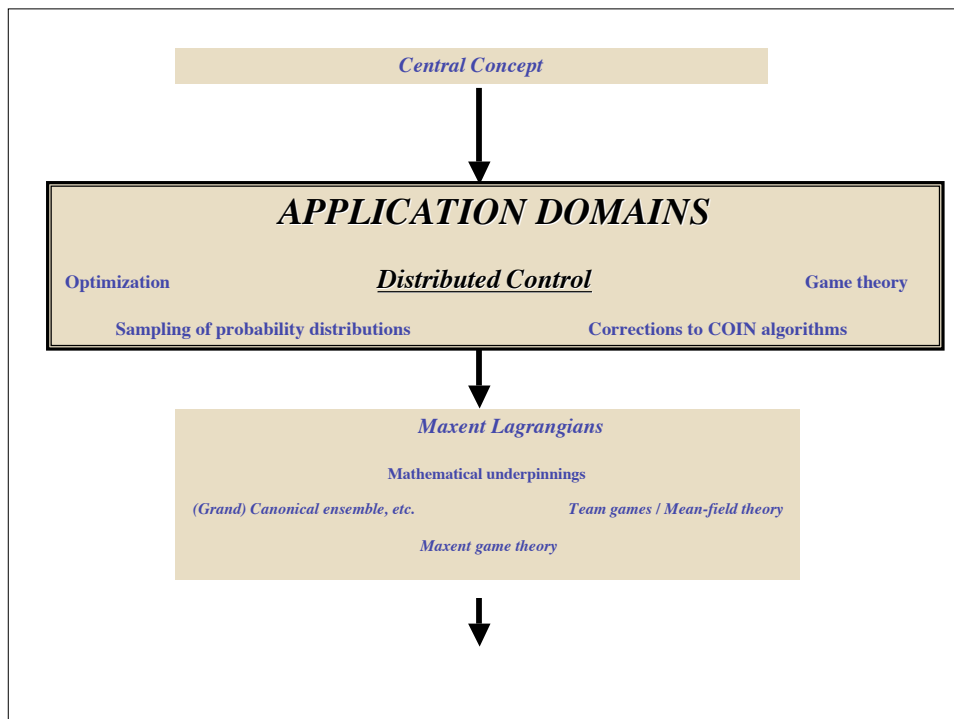 Central Concept
APPLICATION DOMAINS
Optimization Distributed Control Game theory
Sampling of probability distributions Corrections to COIN algorithms
Maxent Lagrangians
Mathematical underpinnings
(Grand) Canonical ensemble, etc. Team games / Mean-field theory
Maxent game theory